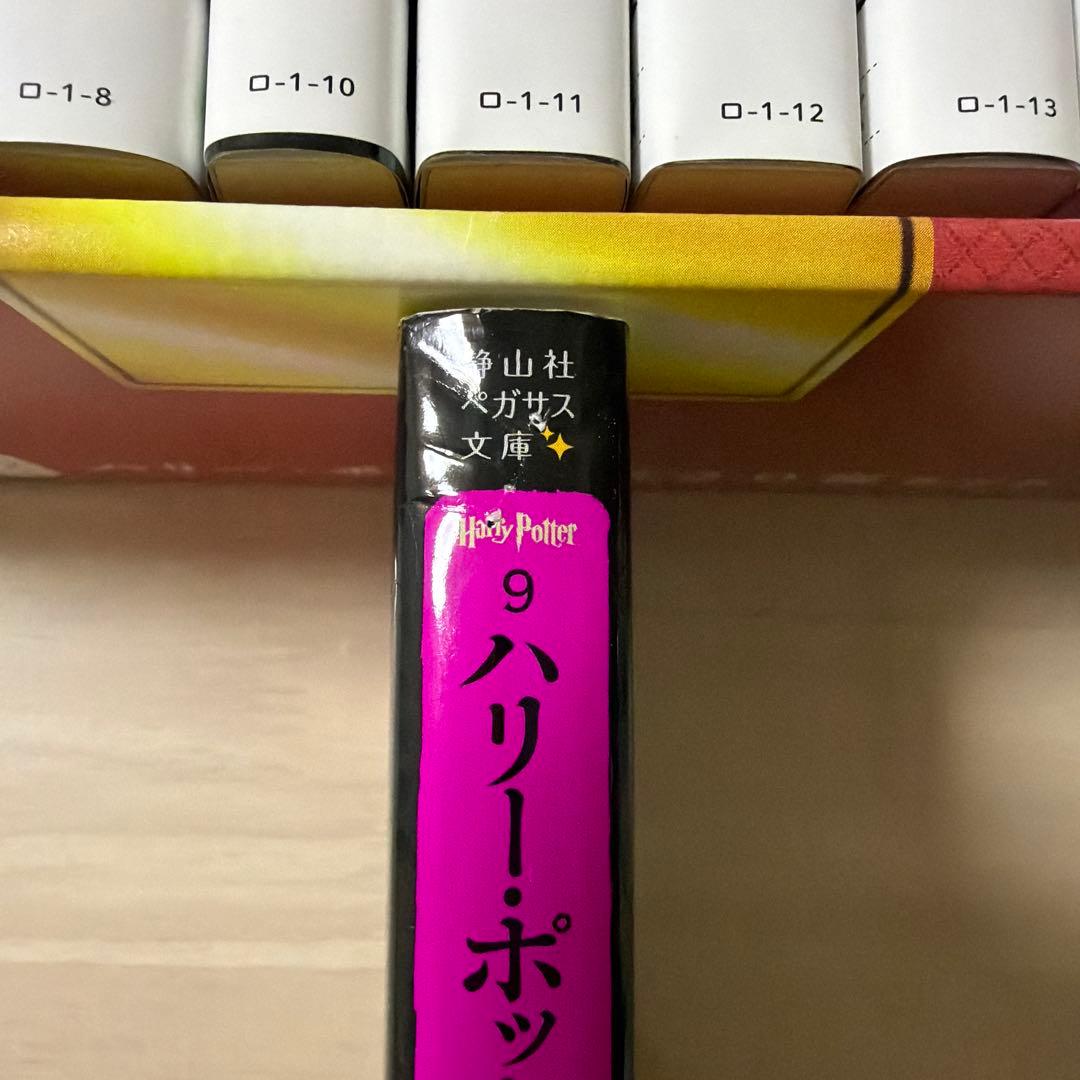 ロ-1-8
ロ-1-10
ロ-1-11
ロ-1-12
ロ-1-13
静山社
ペガサス
文庫
Harry Potter
9
ハリー・ポッ